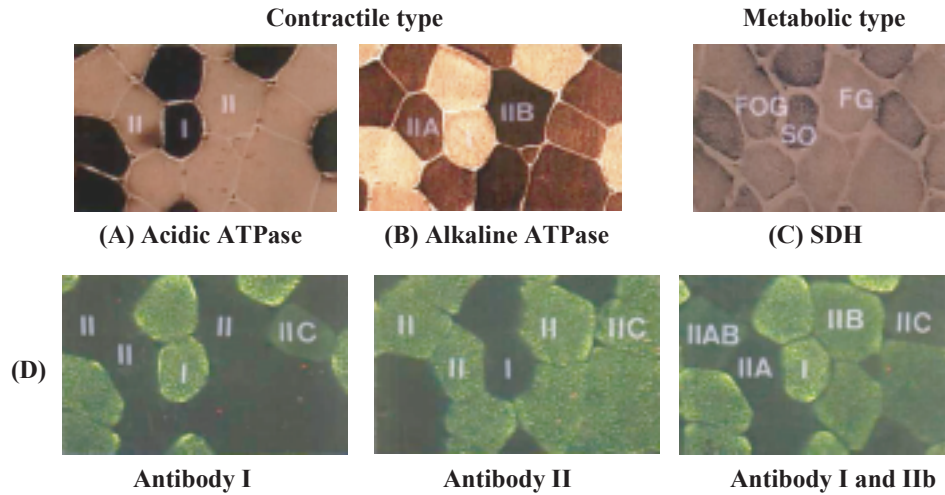 Contractile type
Metabolic type
II
I
II
IIA
IIB
FOG
SO
FG
(A) Acidic ATPase
(B) Alkaline ATPase
(C) SDH
(D)
II
II
II
IIC
I
II
II
I
II
IIC
IIAB
IIA
I
IIB
IIC
Antibody I
Antibody II
Antibody I and IIb